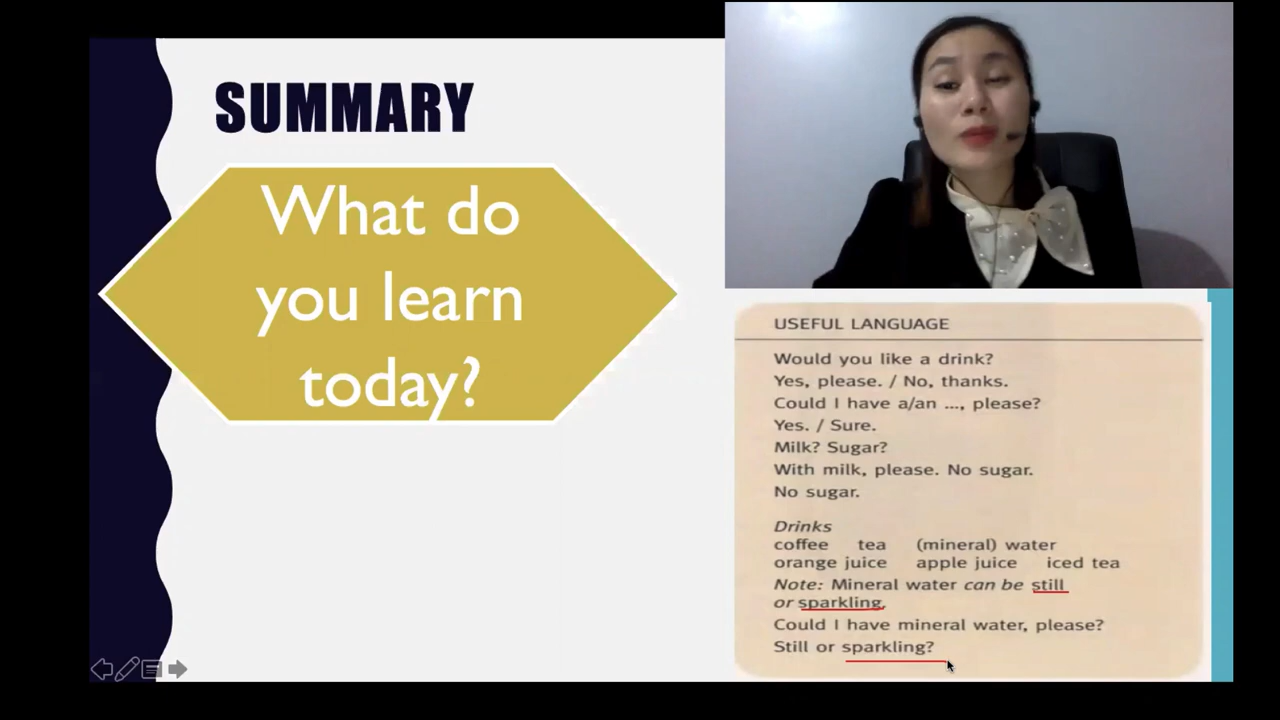 SUMMARY
What do
you learn
today?
USEFUL LANGUAGE
Would you like a drink?
Yes, please. / No, thanks.
Could I have a/an ..., please?
Yes. / Sure.
Milk? Sugar?
With milk, please. No sugar.
No sugar.
Drinks
coffee tea (mineral) water
orange juice apple juice iced tea
Note: Mineral water can be still
or sparkling.
Could I have mineral water, please?
Still or sparkling?